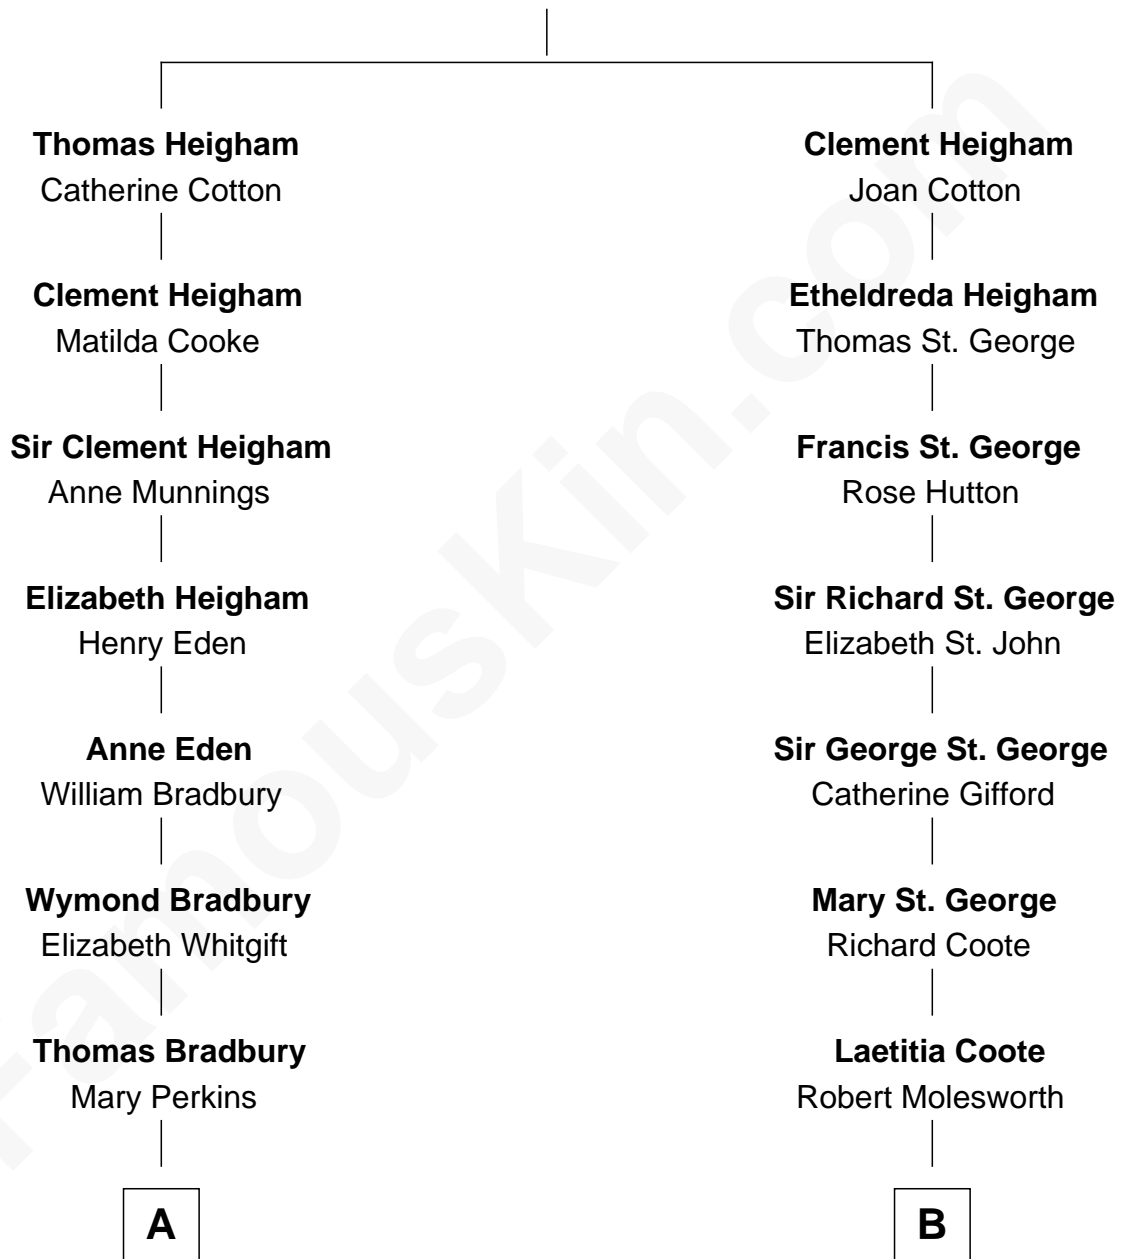 Thomas Heigham
Catherine Cotton
Clement Heigham
Matilda Cooke
Sir Clement Heigham
Anne Munnings
Elizabeth Heigham
Henry Eden
Anne Eden
William Bradbury
Wymond Bradbury
Elizabeth Whitgift
Thomas Bradbury
Mary Perkins
A
Clement Heigham
Joan Cotton
Etheldreda Heigham
Thomas St. George
Francis St. George
Rose Hutton
Sir Richard St. George
Elizabeth St. John
Sir George St. George
Catherine Gifford
Mary St. George
Richard Coote
Laetitia Coote
Robert Molesworth
B
FamousKin.com